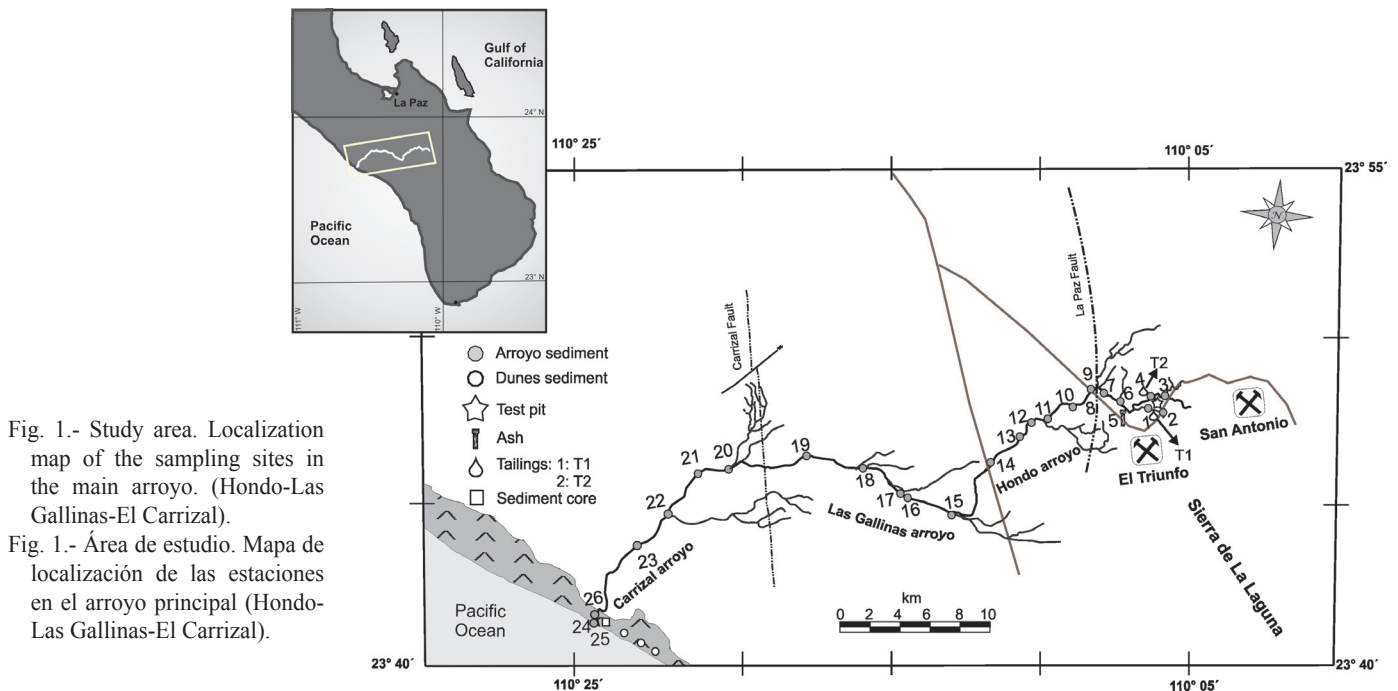 Gulf of
California
La Paz
24° N
Pacific
Ocean
23° N
111° W
110° W
110° 25´
110° 05´
23° 55´
N
Carrizal Fault
La Paz Fault
Arroyo sediment
Dunes sediment
Test pit
Ash
Tailings: 1: T1
2: T2
Sediment core
T2
9
7
6
4
3
10
8
5
1
2
11
12
13
14
T1
San Antonio
El Triunfo
Hondo arroyo
21
20
19
18
17
16
15
22
Las Gallinas arroyo
23
Carrizal arroyo
Sierra de La Laguna
26
24
25
Pacific
Ocean
km
0 2 4 6 8 10
23° 40´
110° 25´
110° 05´
Fig. 1.- Study area. Localization
map of the sampling sites in
the main arroyo. (Hondo-Las
Gallinas-El Carrizal).
Fig. 1.- Área de estudio. Mapa de
localización de las estaciones
en el arroyo principal (Hondo-
Las Gallinas-El Carrizal).